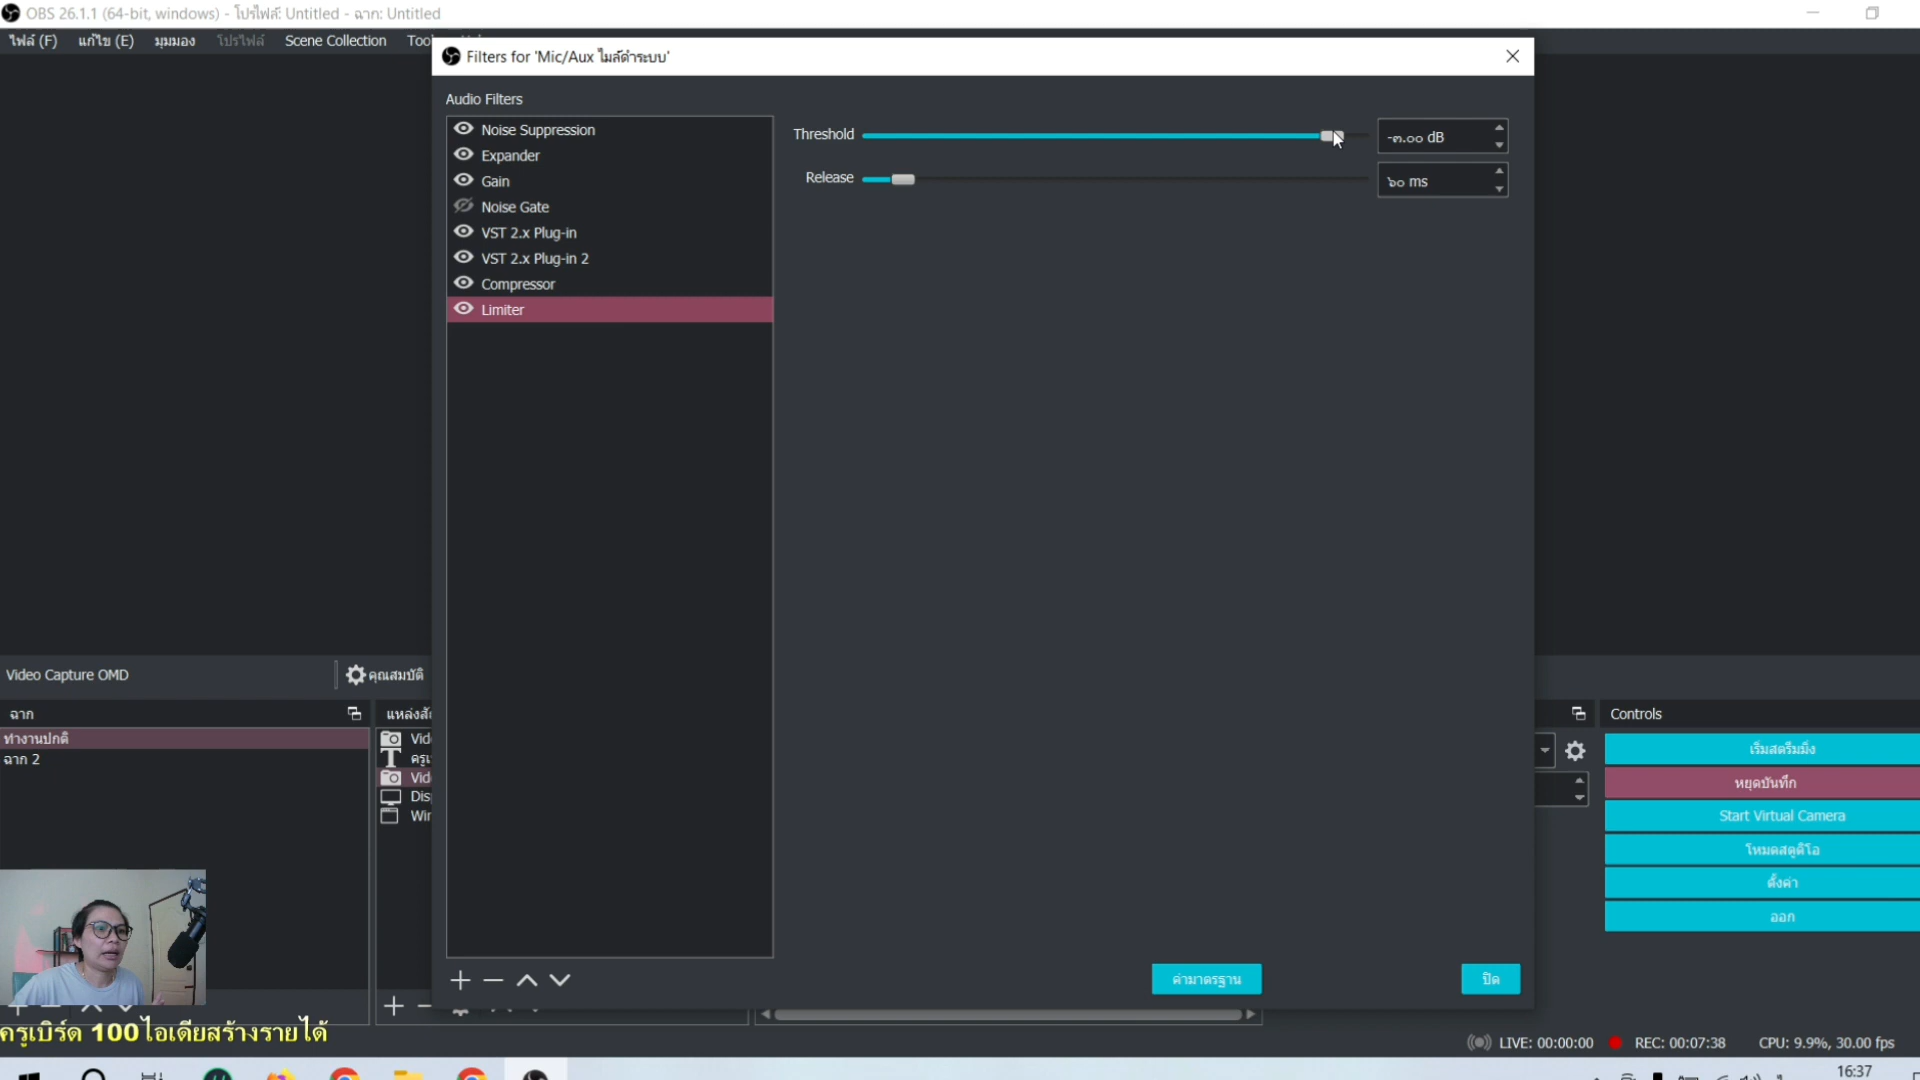 OBS 26.1.1 (64-bit, windows) - โปรไฟล์: Untitled - ฉาก: Untitled
ไฟล์ (F) แก้ไข (E) มุมมอง โปรไฟล์ Scene Collection Tool
Filters for 'Mic/Aux ไมล์ดำระบบ'
Audio Filters
Noise Suppression
Expander
Gain
Noise Gate
VST 2.x Plug-in
VST 2.x Plug-in 2
Compressor
Limiter
Threshold -๓.๐๐ dB
Release ๖๐ ms
ค่ามาตรฐาน
ปิด
Video Capture OMD
คุณสมบัติ
ฉาก
ทำงานปกติ
ฉาก 2
Controls
เริ่มสตรีมมิ่ง
หยุดบันทึก
Start Virtual Camera
โหมดสตูดิโอ
ตั้งค่า
ออก
ครูเบิร์ด 100 ไอเดียสร้างรายได้
LIVE: 00:00:00 REC: 00:07:38 CPU: 9.9%, 30.00 fps
16:37